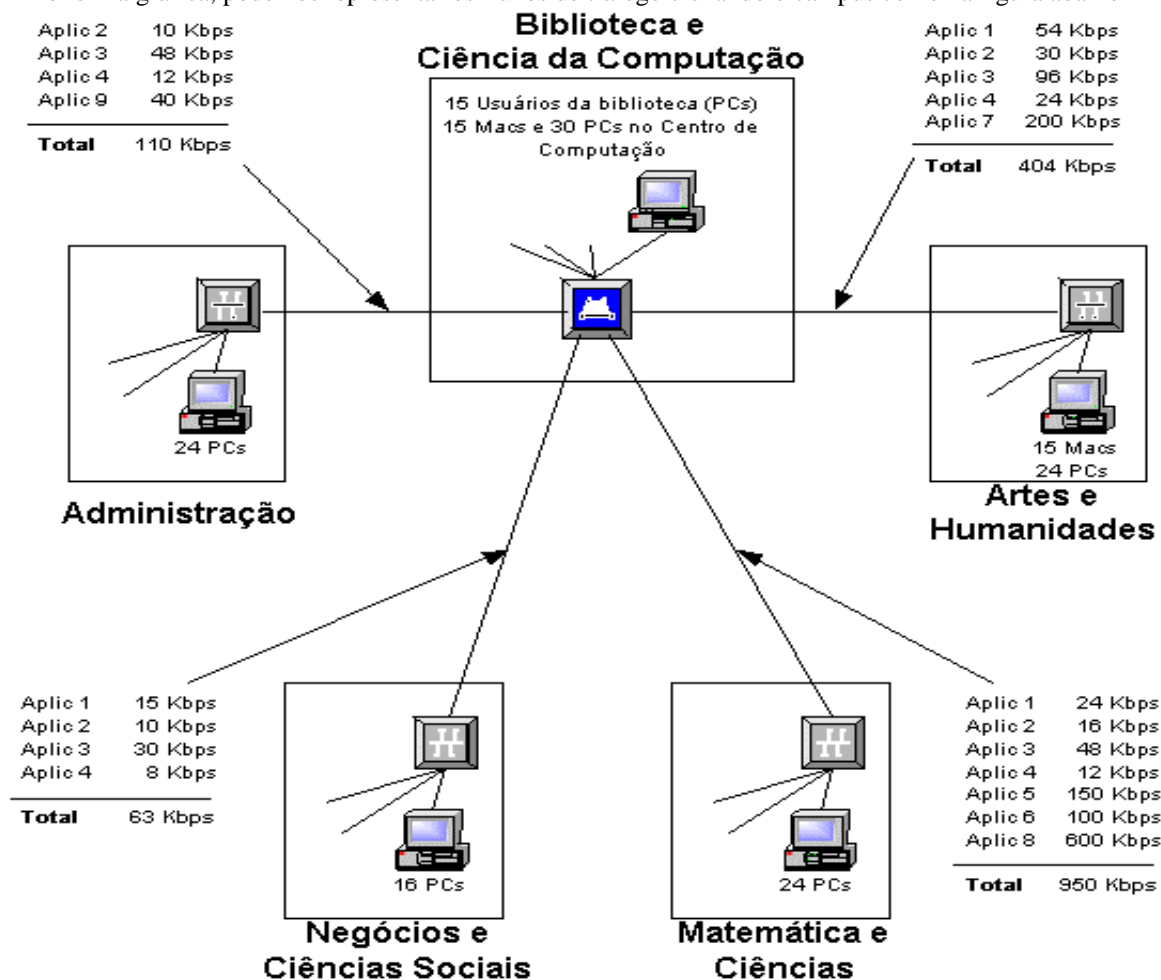 Biblioteca e
Ciência da Computação
15 Usuários da biblioteca (PCs)
15 Macs e 30 PCs no Centro de
Computação
Aplic 2 10 Kbps
Aplic 3 48 Kbps
Aplic 4 12 Kbps
Aplic 9 40 Kbps
Total 110 Kbps
Aplic 1 54 Kbps
Aplic 2 30 Kbps
Aplic 3 96 Kbps
Aplic 4 24 Kbps
Aplic 7 200 Kbps
Total 404 Kbps
24 PCs
Administração
15 Macs
24 PCs
Artes e
Humanidades
Aplic 1 15 Kbps
Aplic 2 10 Kbps
Aplic 3 30 Kbps
Aplic 4 8 Kbps
Total 63 Kbps
16 PCs
Negócios e
Ciências Sociais
24 PCs
Matemática e
Ciências
Aplic 1 24 Kbps
Aplic 2 16 Kbps
Aplic 3 48 Kbps
Aplic 4 12 Kbps
Aplic 5 150 Kbps
Aplic 6 100 Kbps
Aplic 8 600 Kbps
Total 950 Kbps